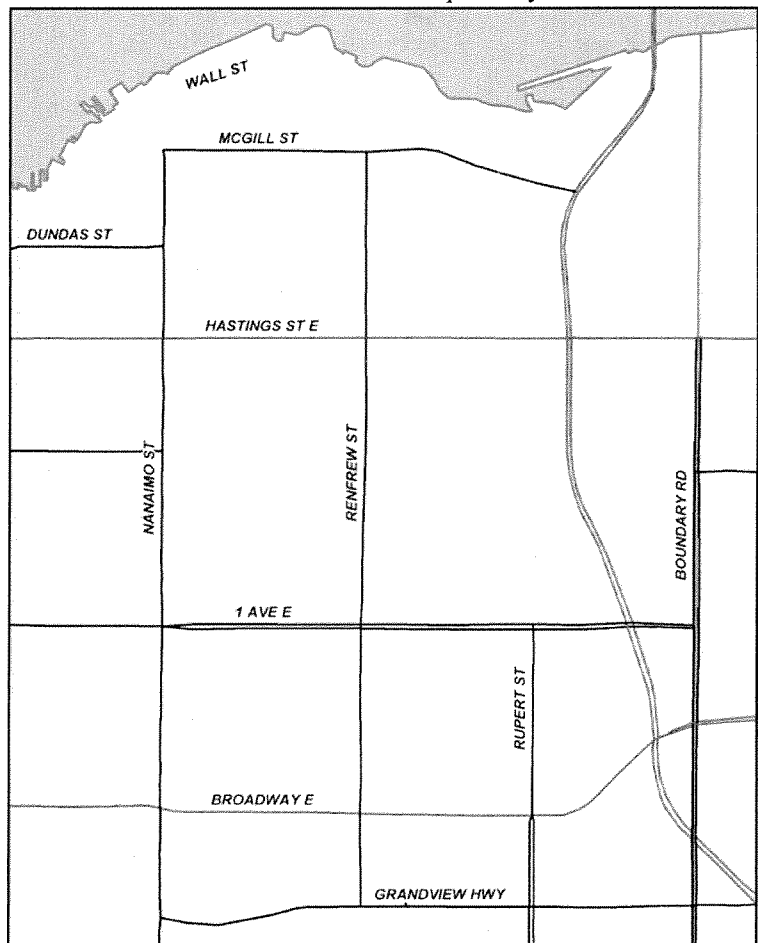 WALL ST
MCGILL ST
DUNDAS ST
HASTINGS ST E
NANAIMO ST
RENFREW ST
BOUNDARY RD
1 AVE E
RUPERT ST
BROADWAY E
GRANDVIEW HWY